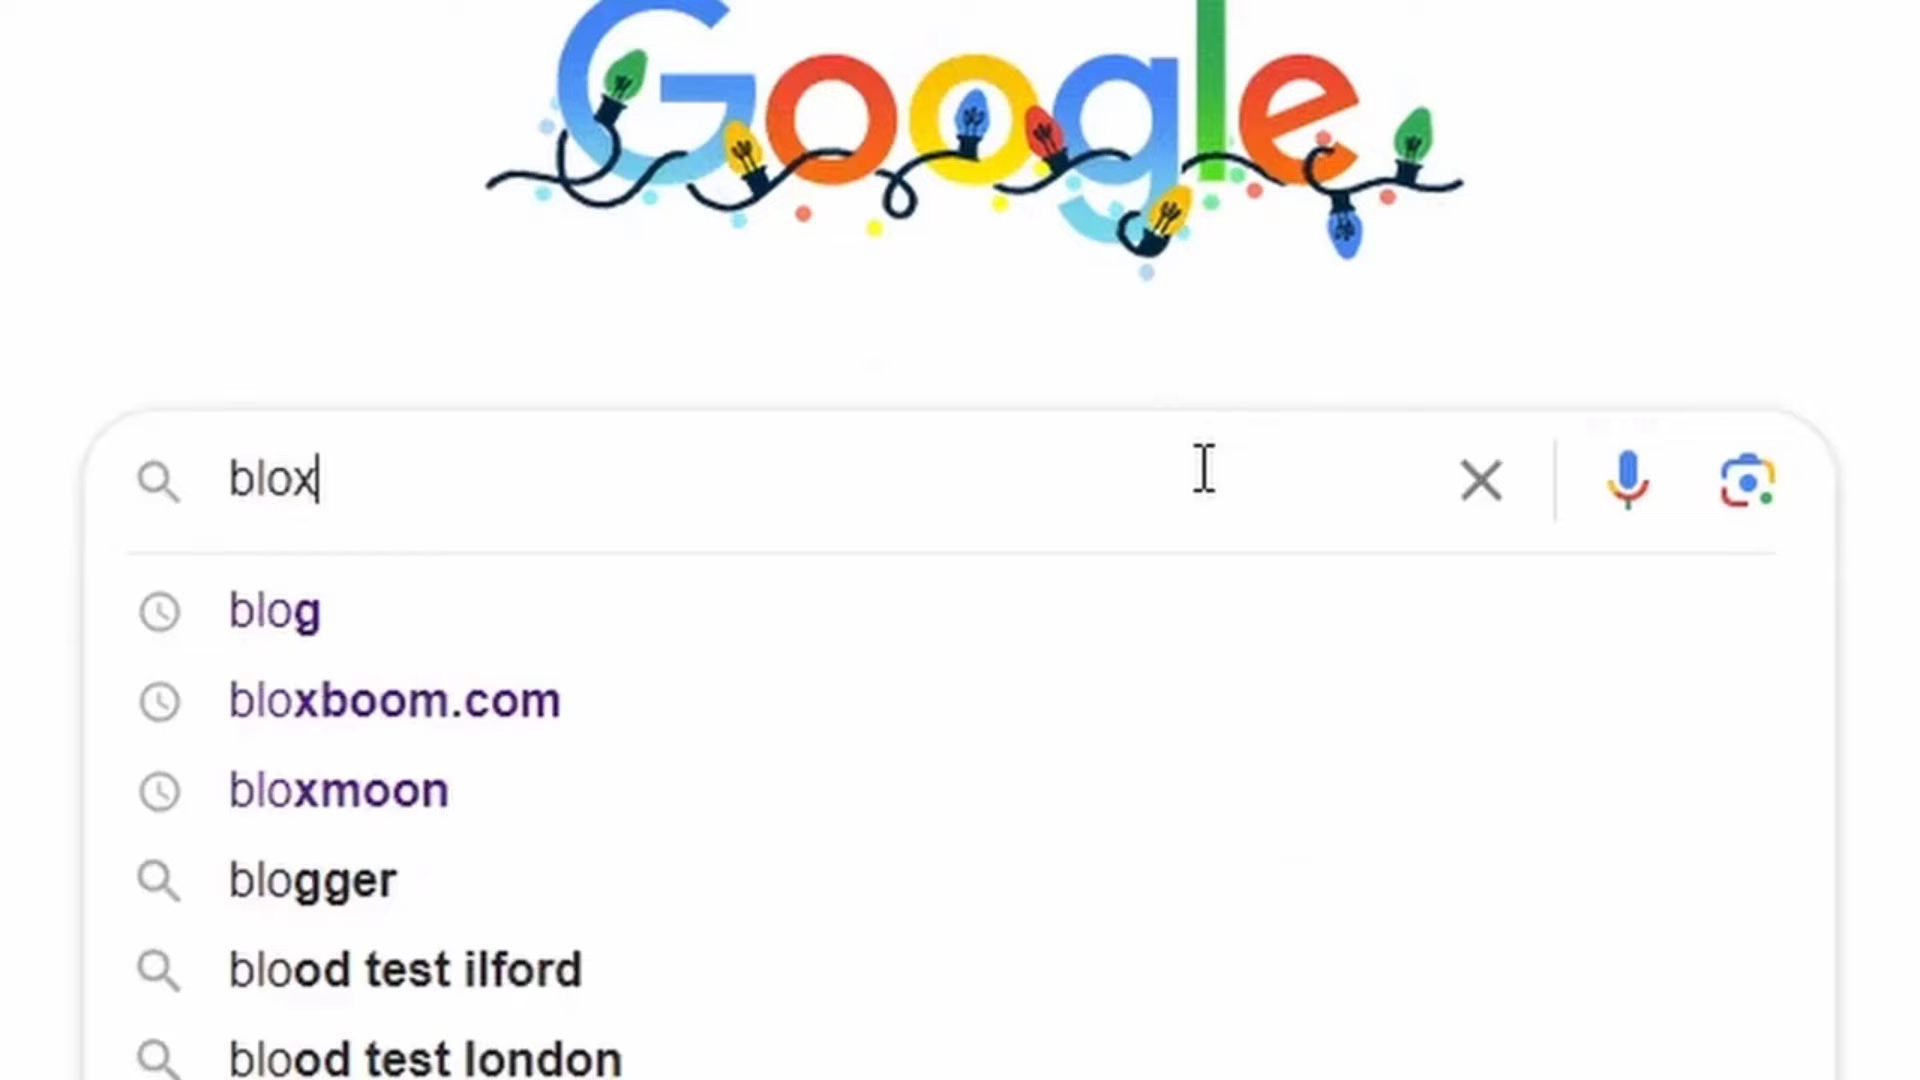 Google
blox
blog
bloxboom.com
bloxmoon
blogger
blood test ilford
blood test london